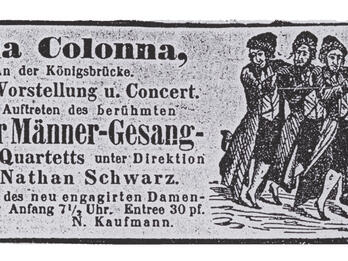 la Colonna,
An der Königsbrücke.
Vorstellung u. Concert.
Auftreten des berühmten
r Männer-Gesang-
Quartetts unter Direktion
Nathan Schwarz.
des neu engagirten Damen-
Anfang 7½ Uhr. Entree 30 pf.
N. Kaufmann.